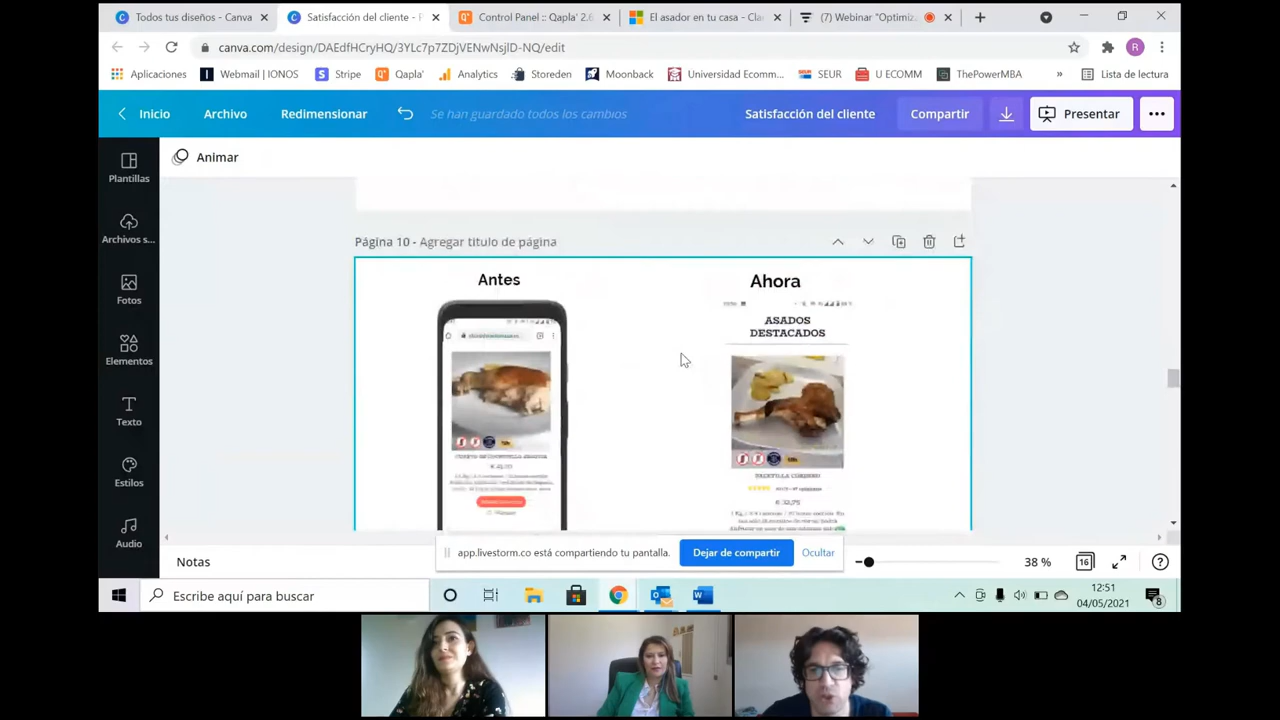 Todos tus diseños - Canva
Satisfacción del cliente -
Control Panel :: Qapla' 2.6
El asador en tu casa - Cla
(7) Webinar "Optimiz
canva.com/design/DAEdfHCryHQ/3YLc7p7ZDjVENwNsjlD-NQ/edit
R
Aplicaciones
Webmail | IONOS
Stripe
Qapla'
Analytics
Storeden
Moonback
Universidad Ecomm...
SEUR
U ECOMM
ThePowerMBA
»
Lista de lectura
Inicio
Archivo
Redimensionar
Se han guardado todos los cambios
Satisfacción del cliente
Compartir
Presentar
Animar
Plantillas
Archivos s...
Fotos
Elementos
Texto
Estilos
Audio
Página 10 - Agregar título de página
Antes
Ahora
ASADOS
DESTACADOS
€ 32,75
app.livestorm.co está compartiendo tu pantalla.
Dejar de compartir
Ocultar
Notas
38 %
16
Escribe aquí para buscar
12:51
04/05/2021
8